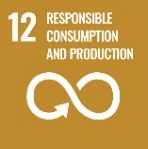 12 RESPONSIBLE
CONSUMPTION
AND PRODUCTION